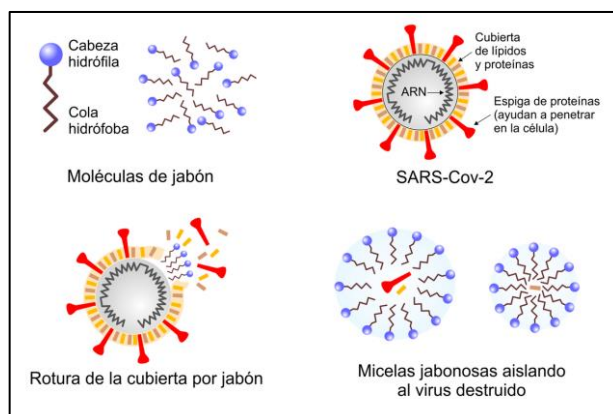 Cabeza
hidrófila
Cola
hidrófoba
Moléculas de jabón
Cubierta
de lípidos
y proteínas
ARN
Espiga de proteínas
(ayudan a penetrar
en la célula)
SARS-Cov-2
Rotura de la cubierta por jabón
Micelas jabonosas aislando
al virus destruido